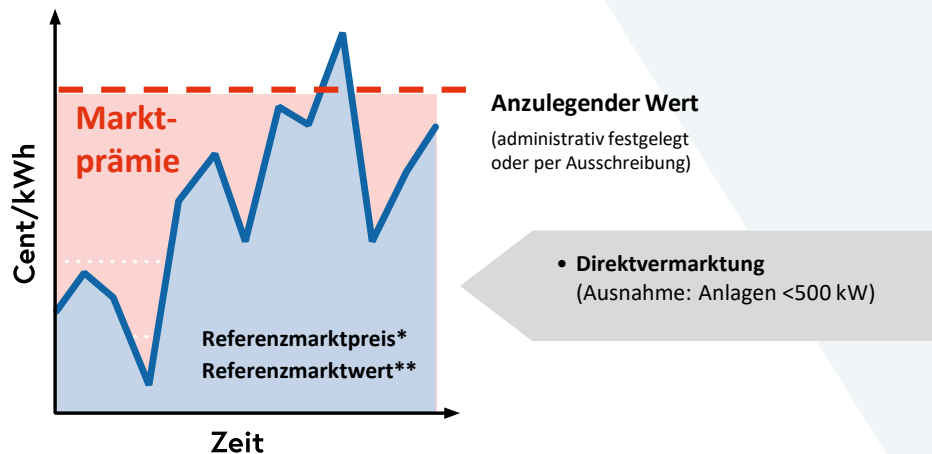 Cent/kWh
Markt-
prämie
Referenzmarktpreis*
Referenzmarktwert**
Zeit
Anzulegender Wert
(administrativ festgelegt
oder per Ausschreibung)
• Direktvermarktung
(Ausnahme: Anlagen <500 kW)